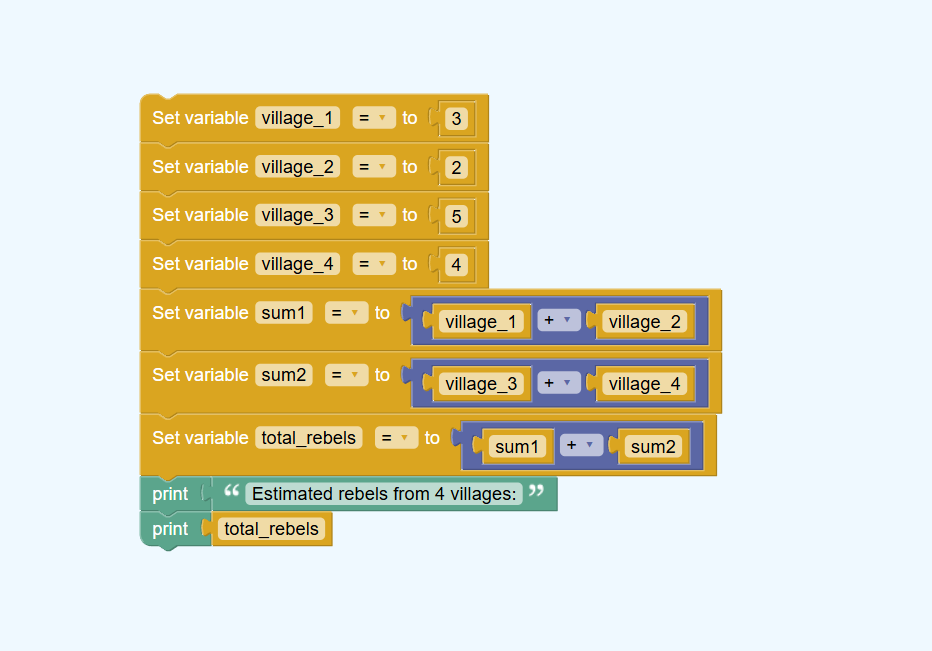 Set variable village_1 = to 3
Set variable village_2 = to 2
Set variable village_3 = to 5
Set variable village_4 = to 4
Set variable sum1 = to village_1 + village_2
Set variable sum2 = to village_3 + village_4
Set variable total_rebels = to sum1 + sum2
print “ Estimated rebels from 4 villages: ”
print total_rebels